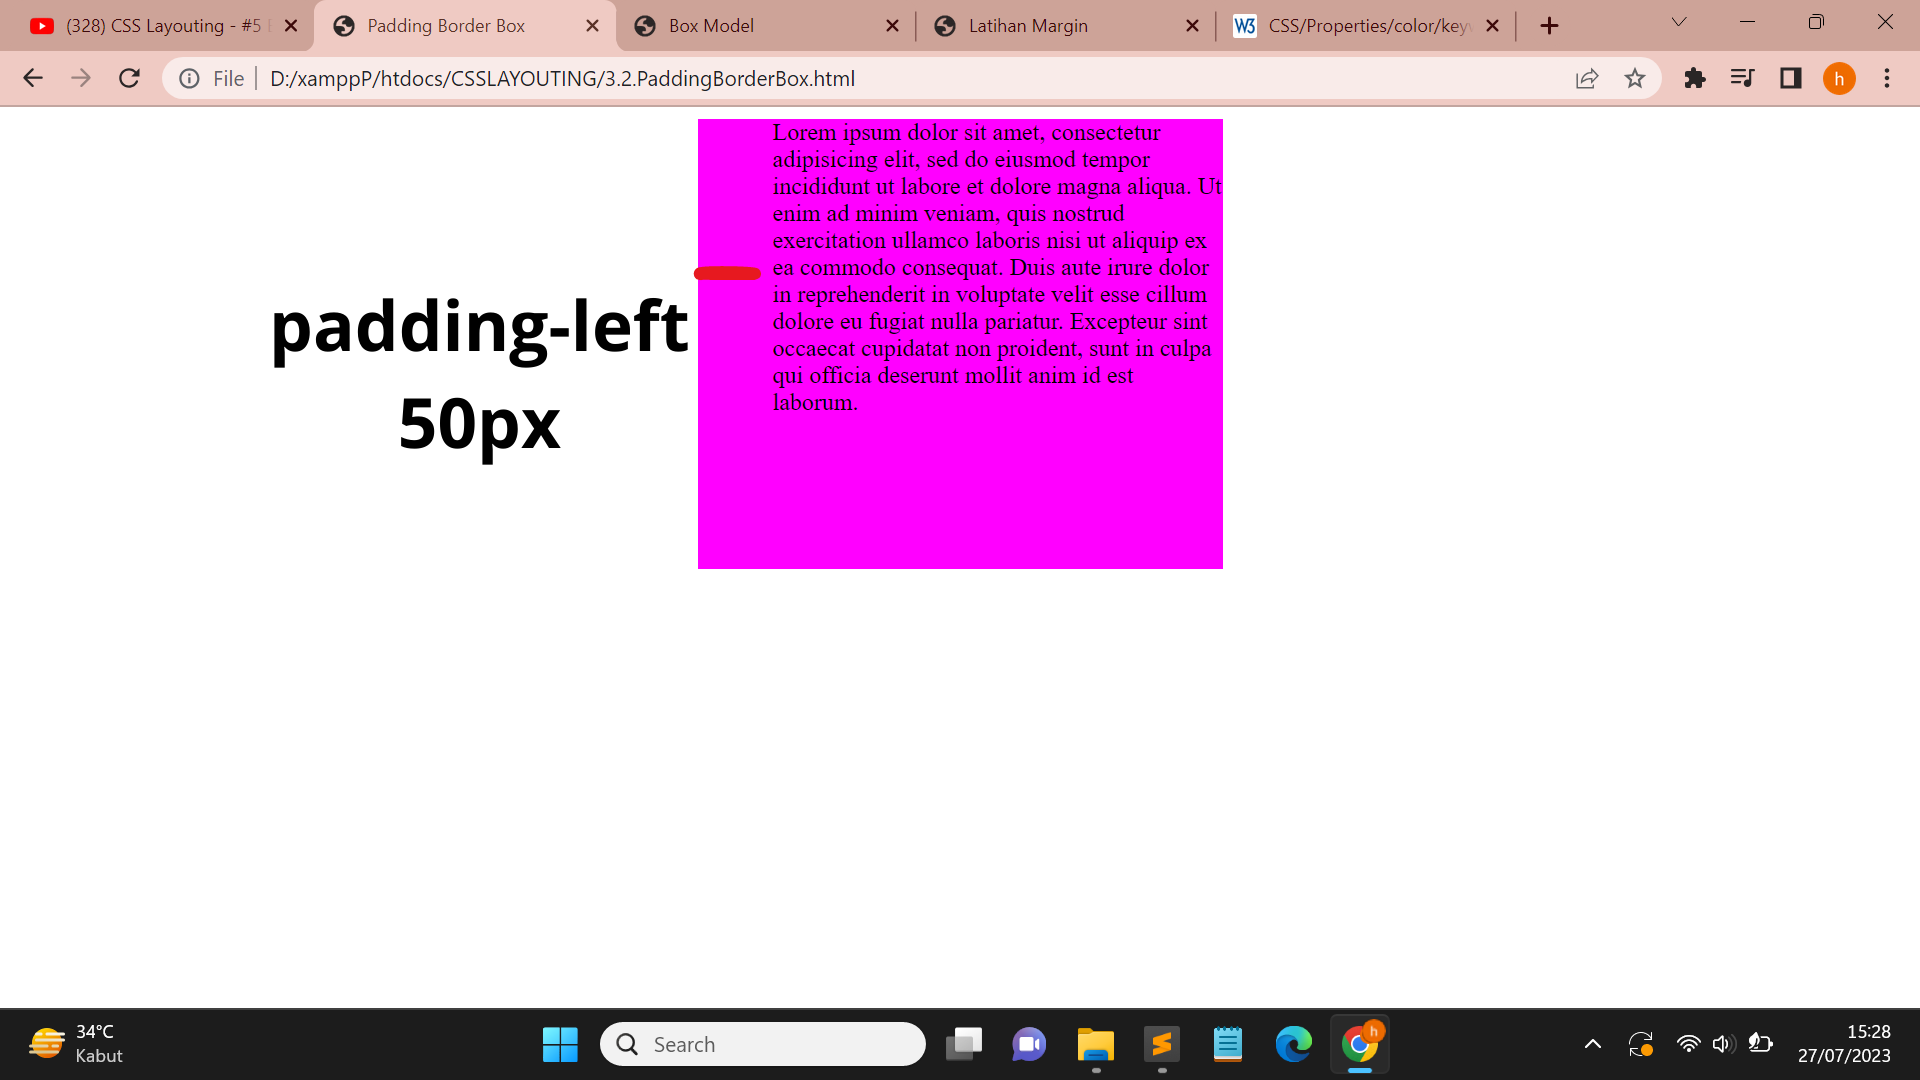 (328) CSS Layouting - #5
Padding Border Box
Box Model
Latihan Margin
W3
CSS/Properties/color/key
File
D:/xamppP/htdocs/CSSLAYOUTING/3.2.PaddingBorderBox.html
h
Lorem ipsum dolor sit amet, consectetur
adipisicing elit, sed do eiusmod tempor
incididunt ut labore et dolore magna aliqua. Ut
enim ad minim veniam, quis nostrud
exercitation ullamco laboris nisi ut aliquip ex
ea commodo consequat. Duis aute irure dolor
in reprehenderit in voluptate velit esse cillum
dolore eu fugiat nulla pariatur. Excepteur sint
occaecat cupidatat non proident, sunt in culpa
qui officia deserunt mollit anim id est
laborum.
padding-left
50px
34°C
Kabut
Search
h
15:28
27/07/2023